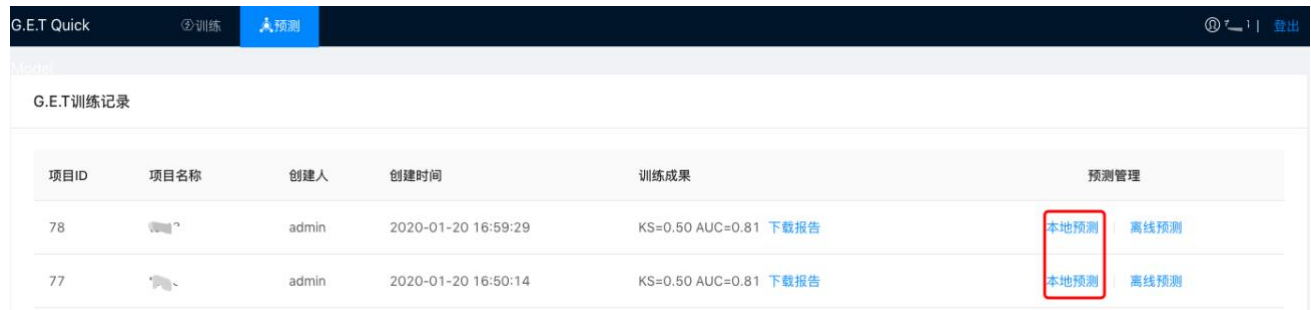 G.E.T Quick 训练 预测 | 登出
Model
G.E.T训练记录
项目ID 项目名称 创建人 创建时间 训练成果 预测管理
78 admin 2020-01-20 16:59:29 KS=0.50 AUC=0.81 下载报告 本地预测 离线预测
77 admin 2020-01-20 16:50:14 KS=0.50 AUC=0.81 下载报告 本地预测 离线预测